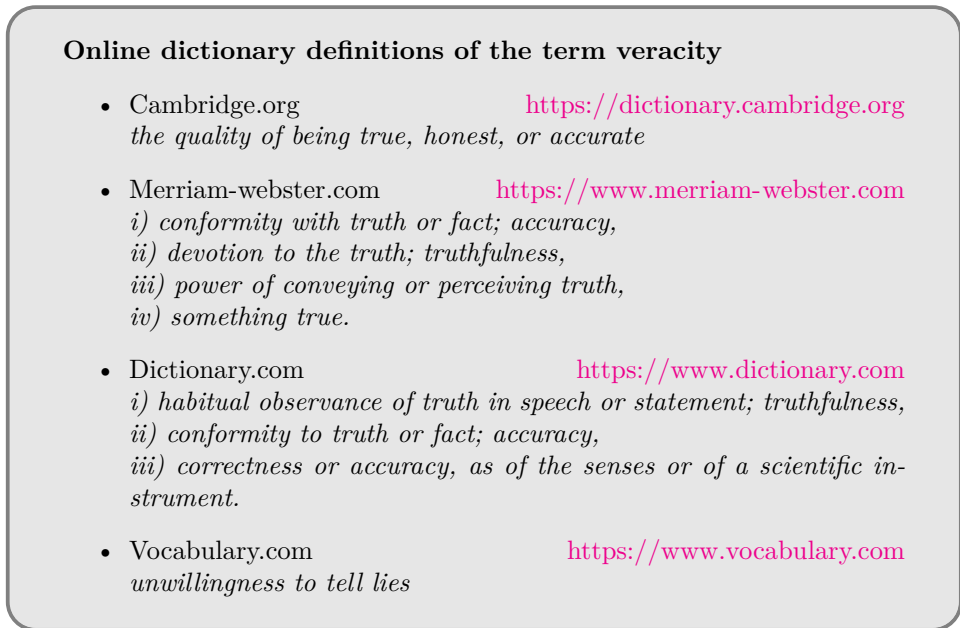 Online dictionary definitions of the term veracity
• Cambridge.org https://dictionary.cambridge.org
the quality of being true, honest, or accurate
• Merriam-webster.com https://www.merriam-webster.com
i) conformity with truth or fact; accuracy,
ii) devotion to the truth; truthfulness,
iii) power of conveying or perceiving truth,
iv) something true.
• Dictionary.com https://www.dictionary.com
i) habitual observance of truth in speech or statement; truthfulness,
ii) conformity to truth or fact; accuracy,
iii) correctness or accuracy, as of the senses or of a scientific in-
strument.
• Vocabulary.com https://www.vocabulary.com
unwillingness to tell lies